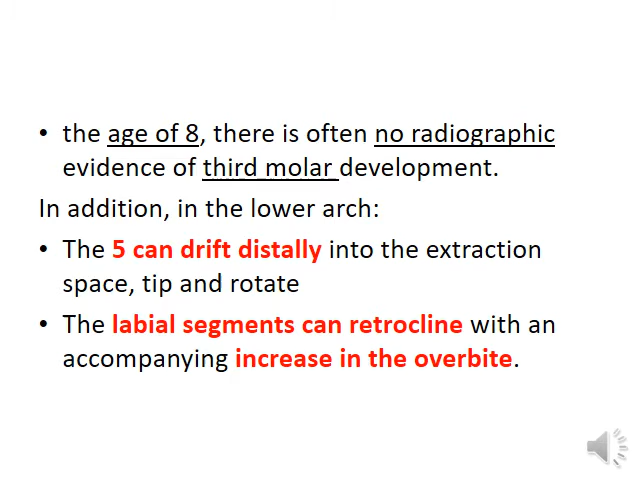 • the age of 8, there is often no radiographic
evidence of third molar development.
In addition, in the lower arch:
• The 5 can drift distally into the extraction
space, tip and rotate
• The labial segments can retrocline with an
accompanying increase in the overbite.